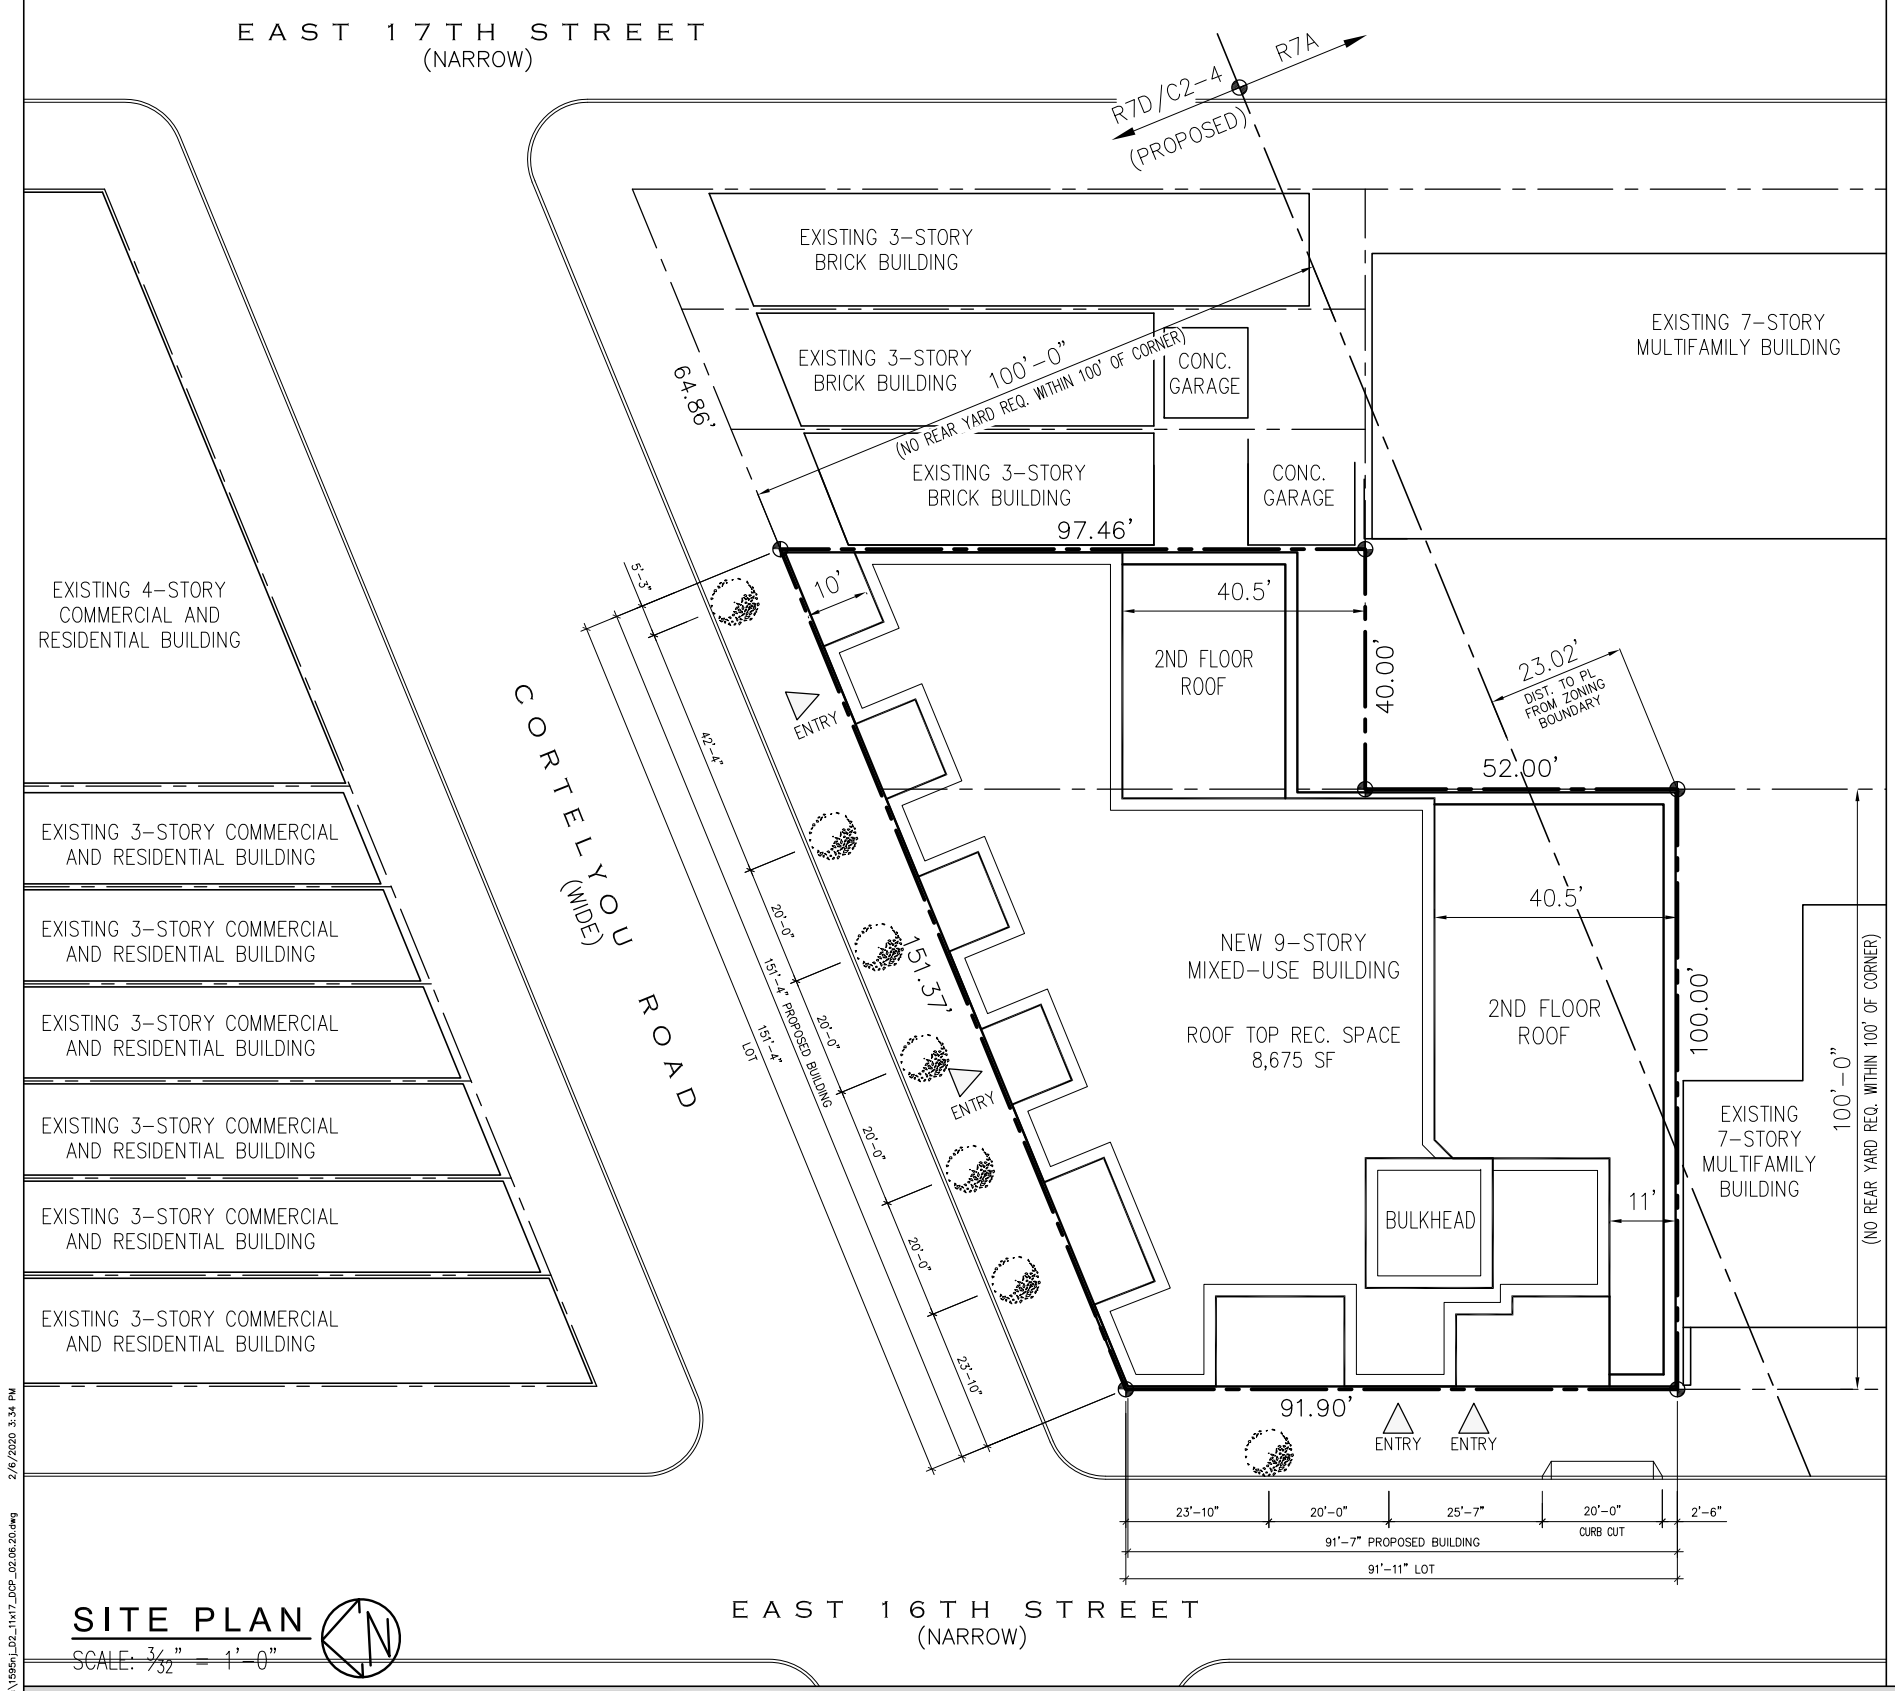 EAST 17TH STREET
(NARROW)
R7A
R7D/C2-4
(PROPOSED)
EXISTING 3-STORY
BRICK BUILDING
EXISTING 7-STORY
MULTIFAMILY BUILDING
EXISTING 3-STORY
BRICK BUILDING
100'-0"
(NO REAR YARD REQ. WITHIN 100' OF CORNER)
CONC.
GARAGE
64.86'
EXISTING 3-STORY
BRICK BUILDING
CONC.
GARAGE
97.46'
5'-3"
10'
40.5'
EXISTING 4-STORY
COMMERCIAL AND
RESIDENTIAL BUILDING
2ND FLOOR
ROOF
40.00'
23.02'
DIST. TO PL
FROM ZONING
BOUNDARY
ENTRY
42'-4"
52.00'
CORTELYOU ROAD
(WIDE)
EXISTING 3-STORY COMMERCIAL
AND RESIDENTIAL BUILDING
EXISTING 3-STORY COMMERCIAL
AND RESIDENTIAL BUILDING
EXISTING 3-STORY COMMERCIAL
AND RESIDENTIAL BUILDING
EXISTING 3-STORY COMMERCIAL
AND RESIDENTIAL BUILDING
EXISTING 3-STORY COMMERCIAL
AND RESIDENTIAL BUILDING
EXISTING 3-STORY COMMERCIAL
AND RESIDENTIAL BUILDING
20'-0"
151.37'
20'-0"
151'-4" PROPOSED BUILDING
151'-4"
LOT
20'-0"
20'-0"
23'-10"
ENTRY
40.5'
NEW 9-STORY
MIXED-USE BUILDING
ROOF TOP REC. SPACE
8,675 SF
2ND FLOOR
ROOF
100.00'
100'-0"
(NO REAR YARD REQ. WITHIN 100' OF CORNER)
EXISTING
7-STORY
MULTIFAMILY
BUILDING
BULKHEAD
11'
91.90'
ENTRY
ENTRY
23'-10"
20'-0"
25'-7"
20'-0"
CURB CUT
2'-6"
91'-7" PROPOSED BUILDING
91'-11" LOT
EAST 16TH STREET
(NARROW)
SITE PLAN
N
SCALE: 3/32" = 1'-0"
\1595nj_D2_11x17_DCP_02.06.20.dwg 2/6/2020 3:34 PM